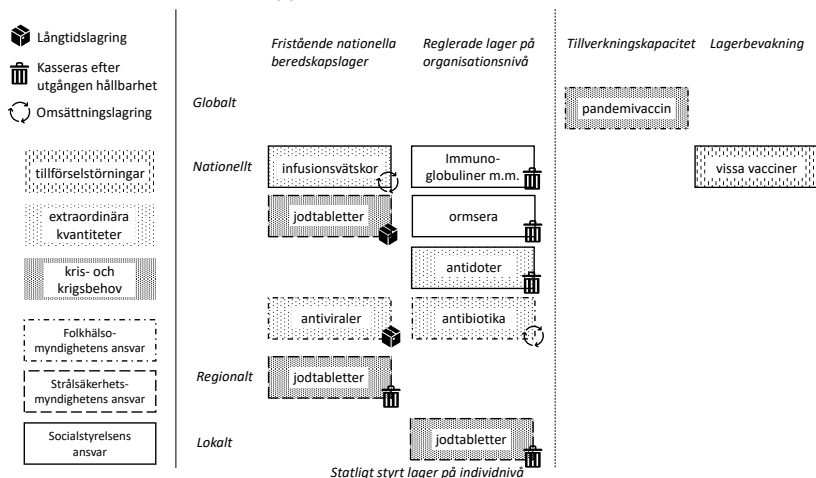 Långtidslagring
Kasseras efter
utgången hållbarhet
Omsättningslagring
tillförselstörningar
extraordinära
kvantiteter
kris- och
krigsbehov
Folkhälso-
myndighetens ansvar
Strålsäkerhets-
myndighetens ansvar
Socialstyrelsens
ansvar
Fristående nationella
beredskapslager
Reglerade lager på
organisationsnivå
Tillverkningskapacitet
Lagerbevakning
Globalt
pandemivaccin
Nationellt
infusionsvätskor
Immuno-
globuliner m.m.
vissa vacciner
jodtabletter
ormsera
antidoter
antiviraler
antibiotika
Regionalt
jodtabletter
Lokalt
jodtabletter
Statligt styrt lager på individnivå